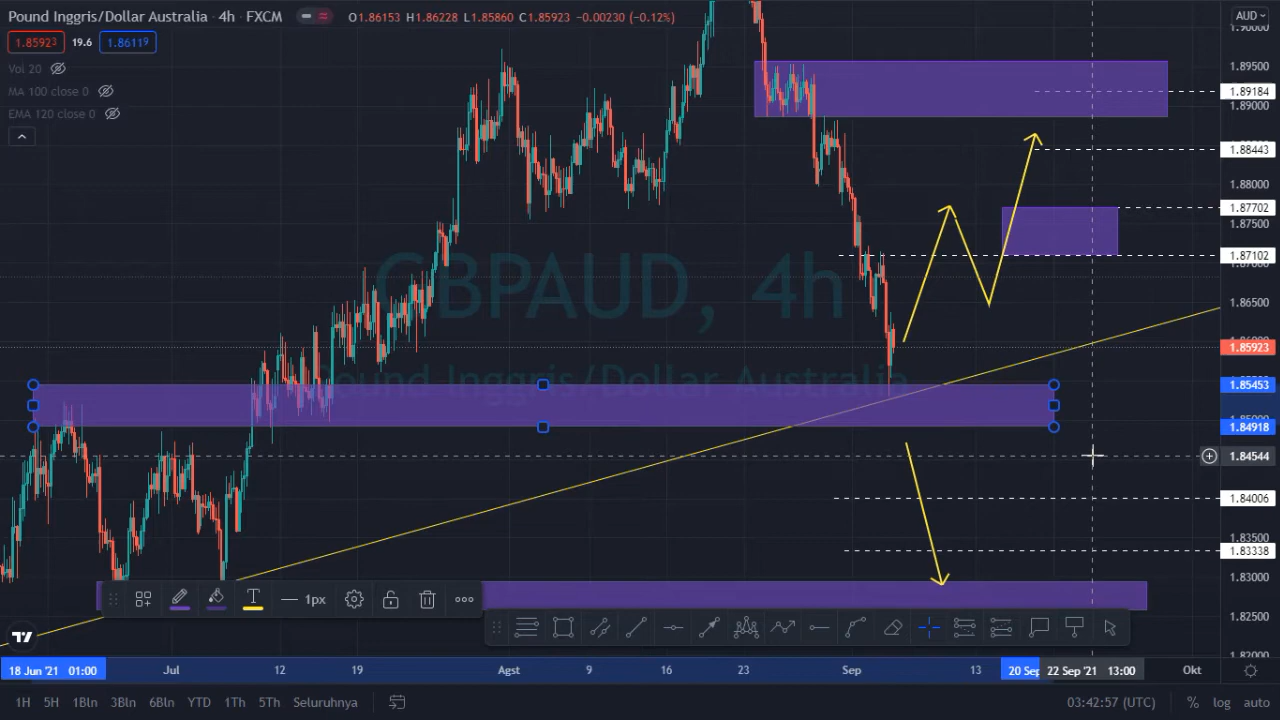 Pound Inggris/Dollar Australia · 4h · FXCM O1.86153 H1.86228 L1.85860 C1.85923 −0.00230 (−0.12%) AUD
1.85923 19.6 1.86119
Vol 20
MA 100 close 0
EMA 120 close 0
GBPAUD, 4h
Pound Inggris/Dollar Australia
1.89500
1.89184
1.89000
1.88443
1.88000
1.87702
1.87500
1.87102
1.86500
1.85923
1.85453
1.84918
1.84544
1.84006
1.83500
1.83338
1.83000
1.82500
1px
T
18 Jun '21 01:00 Jul 12 19 Agst 9 16 23 Sep 13 20 Sep 22 Sep '21 13:00 Okt
1H 5H 1Bln 3Bln 6Bln YTD 1Th 5Th Seluruhnya 03:42:57 (UTC) % log auto